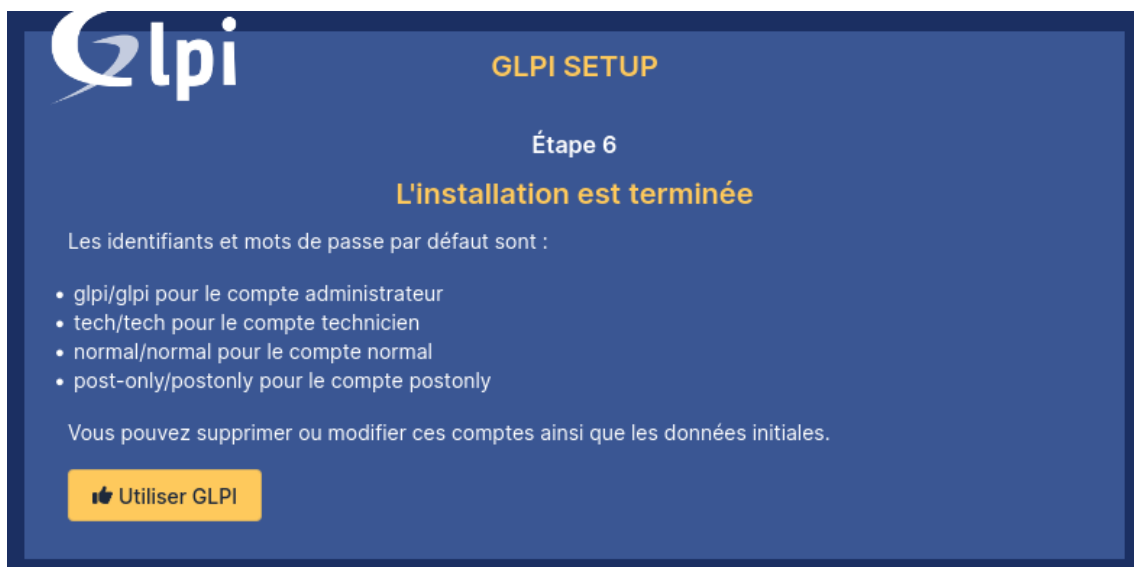 Glpi
GLPI SETUP
Étape 6
L'installation est terminée
Les identifiants et mots de passe par défaut sont :
• glpi/glpi pour le compte administrateur
• tech/tech pour le compte technicien
• normal/normal pour le compte normal
• post-only/postonly pour le compte postonly
Vous pouvez supprimer ou modifier ces comptes ainsi que les données initiales.
Utiliser GLPI